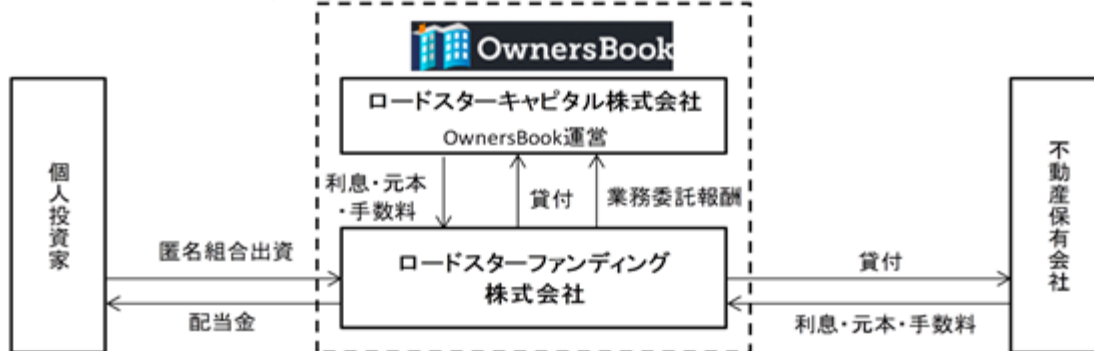 OwnersBook
ロードスターキャピタル株式会社
OwnersBook運営
利息・元本
・手数料
貸付
業務委託報酬
個人投資家
匿名組合出資
配当金
ロードスターファンディング
株式会社
貸付
利息・元本・手数料
不動産保有会社